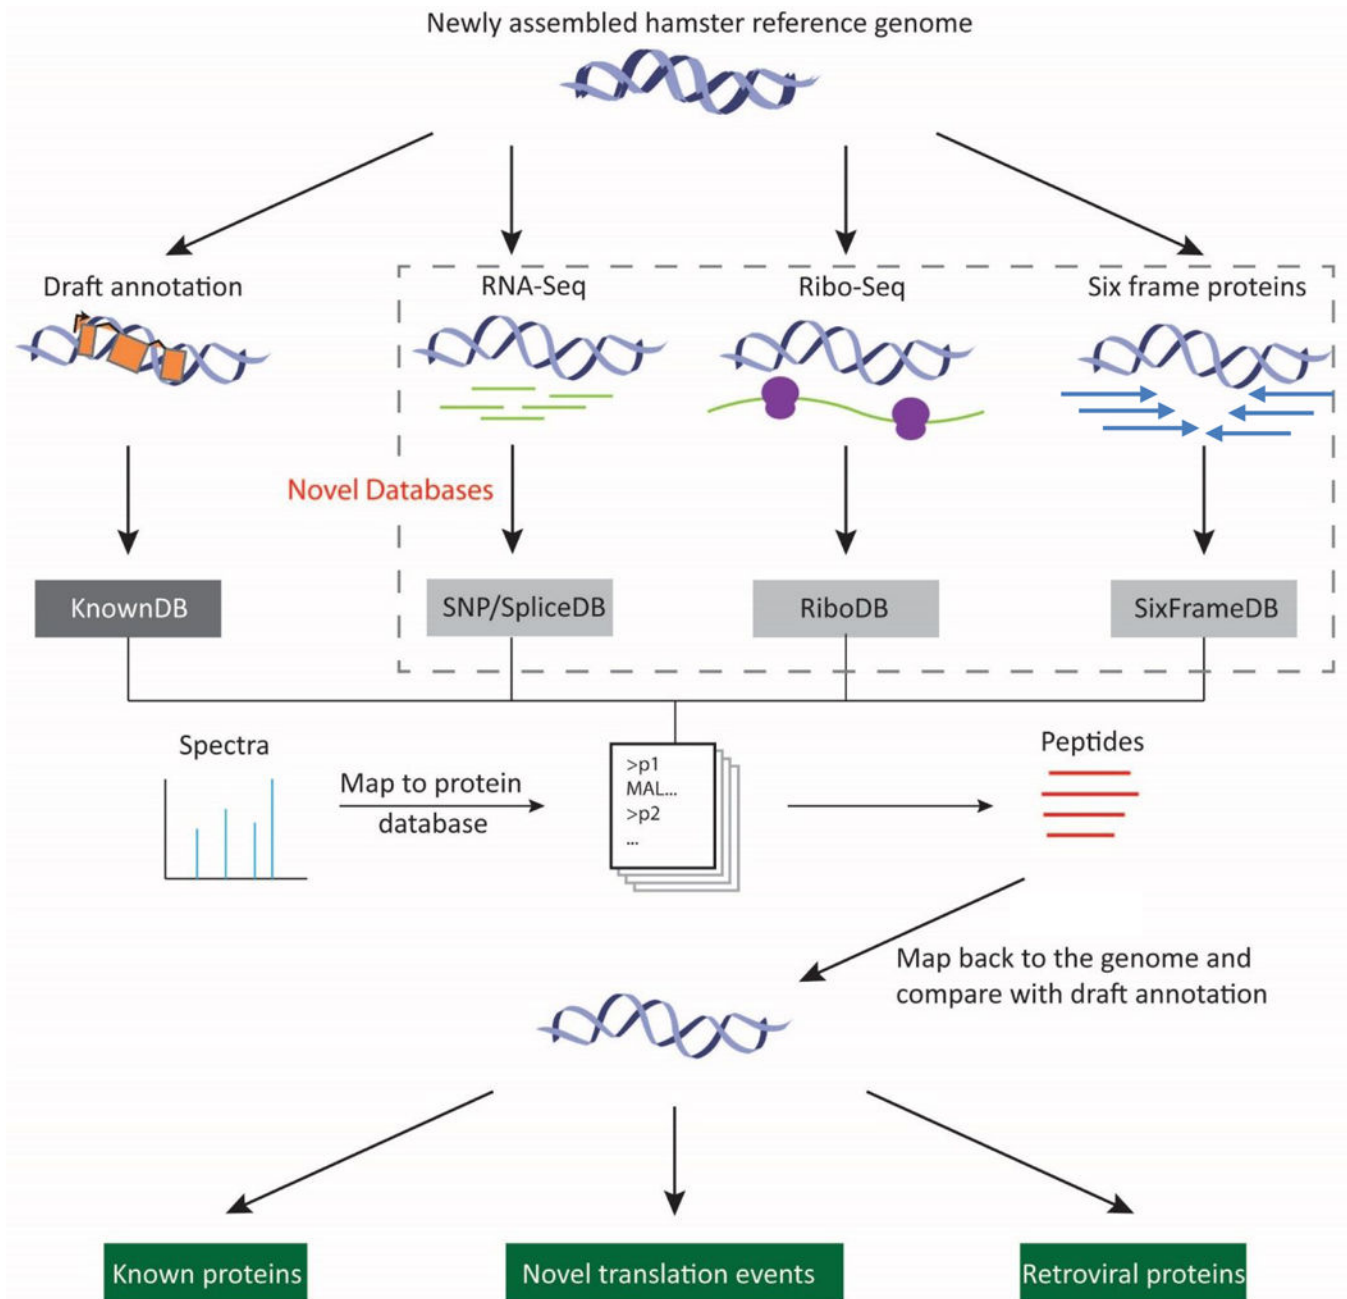 Newly assembled hamster reference genome
Draft annotation
RNA-Seq
Ribo-Seq
Six frame proteins
Novel Databases
KnownDB
SNP/SpliceDB
RiboDB
SixFrameDB
Spectra
Map to protein
database
>p1
MAL...
>p2
...
Peptides
Map back to the genome and
compare with draft annotation
Known proteins
Novel translation events
Retroviral proteins